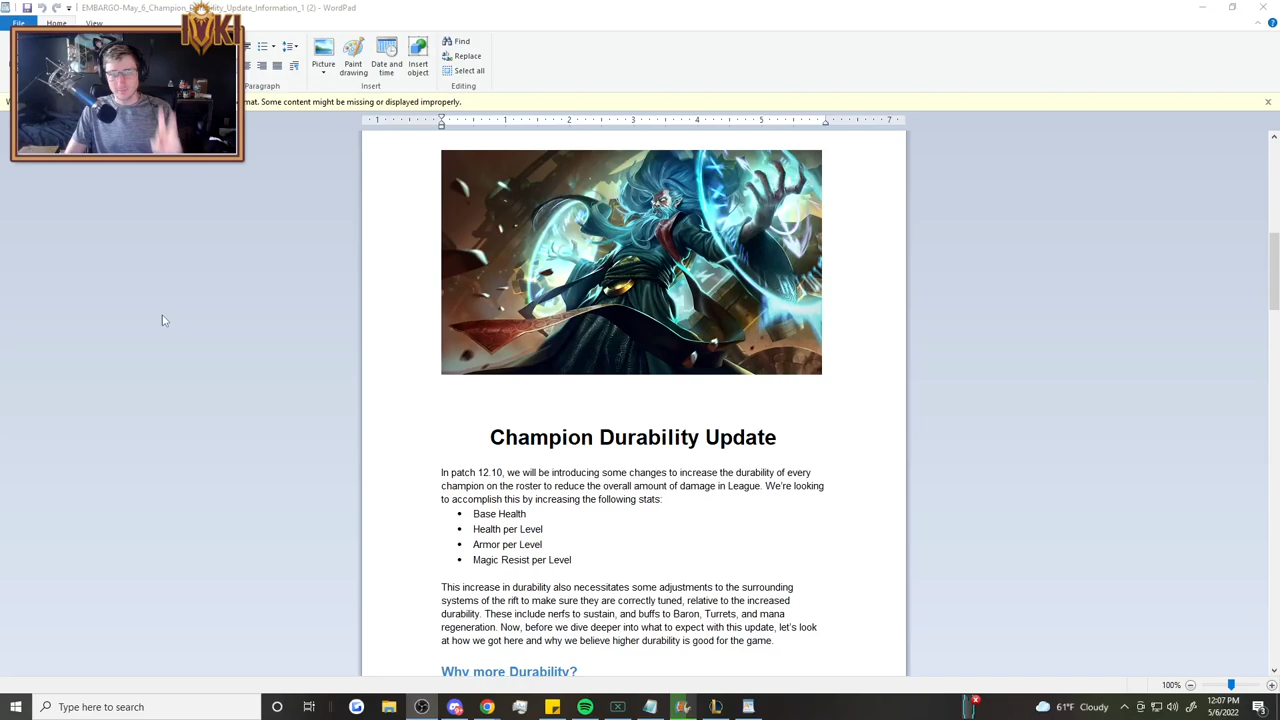 EMBARGO-May_6_Champion_Durability_Update_Information_1 (2) - WordPad
File
Home
View
IVKI
Picture
Paint drawing
Date and time
Insert object
Find
Replace
Select all
Paragraph
Insert
Editing
mat. Some content might be missing or displayed improperly.
1 1 2 3 4 5 7
Champion Durability Update
In patch 12.10, we will be introducing some changes to increase the durability of every
champion on the roster to reduce the overall amount of damage in League. We're looking
to accomplish this by increasing the following stats:
• Base Health
• Health per Level
• Armor per Level
• Magic Resist per Level
This increase in durability also necessitates some adjustments to the surrounding
systems of the rift to make sure they are correctly tuned, relative to the increased
durability. These include nerfs to sustain, and buffs to Baron, Turrets, and mana
regeneration. Now, before we dive deeper into what to expect with this update, let's look
at how we got here and why we believe higher durability is good for the game.
Why more Durability?
100%
Type here to search
61°F Cloudy
12:07 PM
5/6/2022